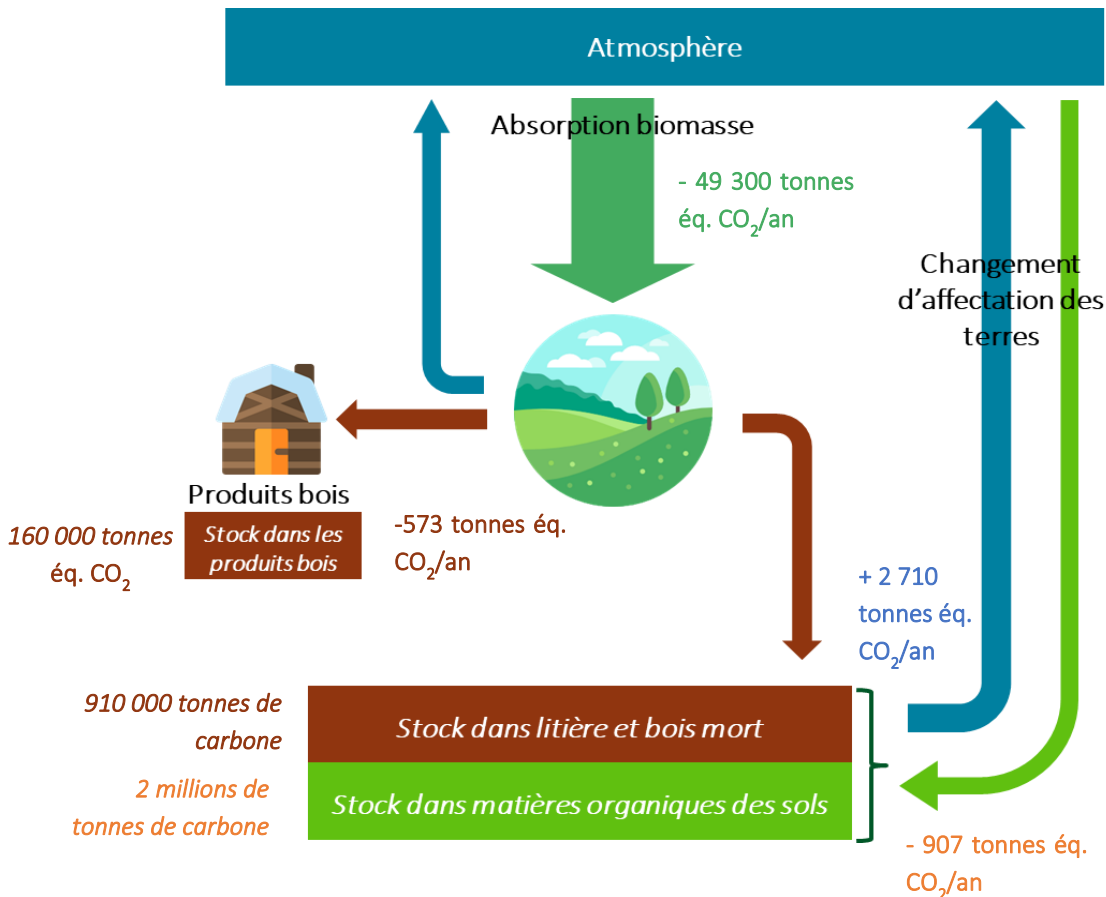 Atmosphère
Absorption biomasse
- 49 300 tonnes
éq. CO₂/an
Changement
d'affectation des
terres
Produits bois
160 000 tonnes
éq. CO₂
Stock dans les
produits bois
-573 tonnes éq.
CO₂/an
+ 2 710
tonnes éq.
CO₂/an
910 000 tonnes de
carbone
Stock dans litière et bois mort
2 millions de
tonnes de carbone
Stock dans matières organiques des sols
- 907 tonnes éq.
CO₂/an